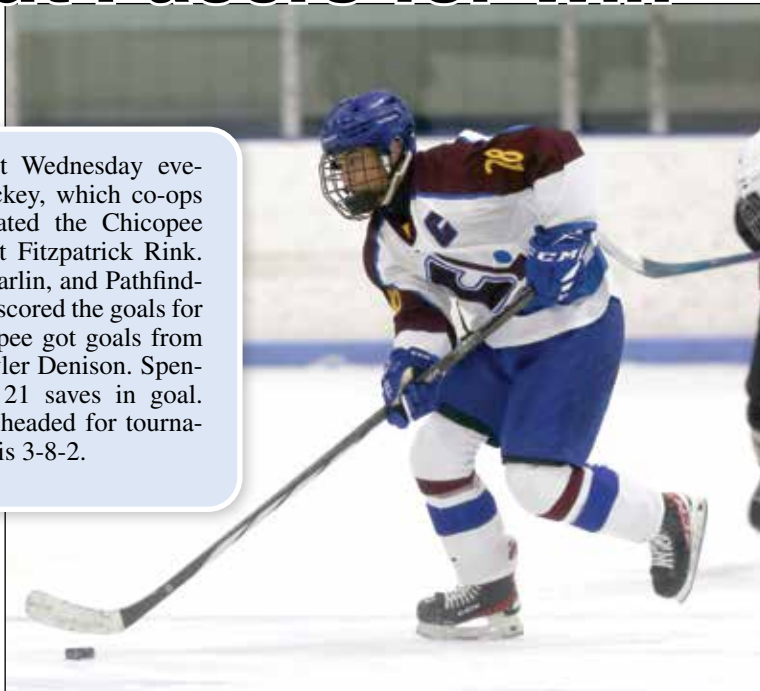 t Wednesday eve-
ckey, which co-ops
ated the Chicopee
t Fitzpatrick Rink.
arlin, and Pathfind-
scored the goals for
pee got goals from
ler Denison. Spen-
21 saves in goal.
headed for tourna-
is 3-8-2.
28
C
CCM